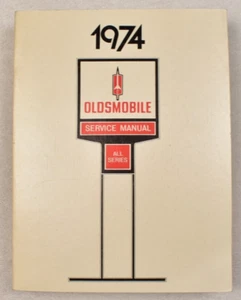 1974
OLDSMOBILE
SERVICE MANUAL
ALL
SERIES